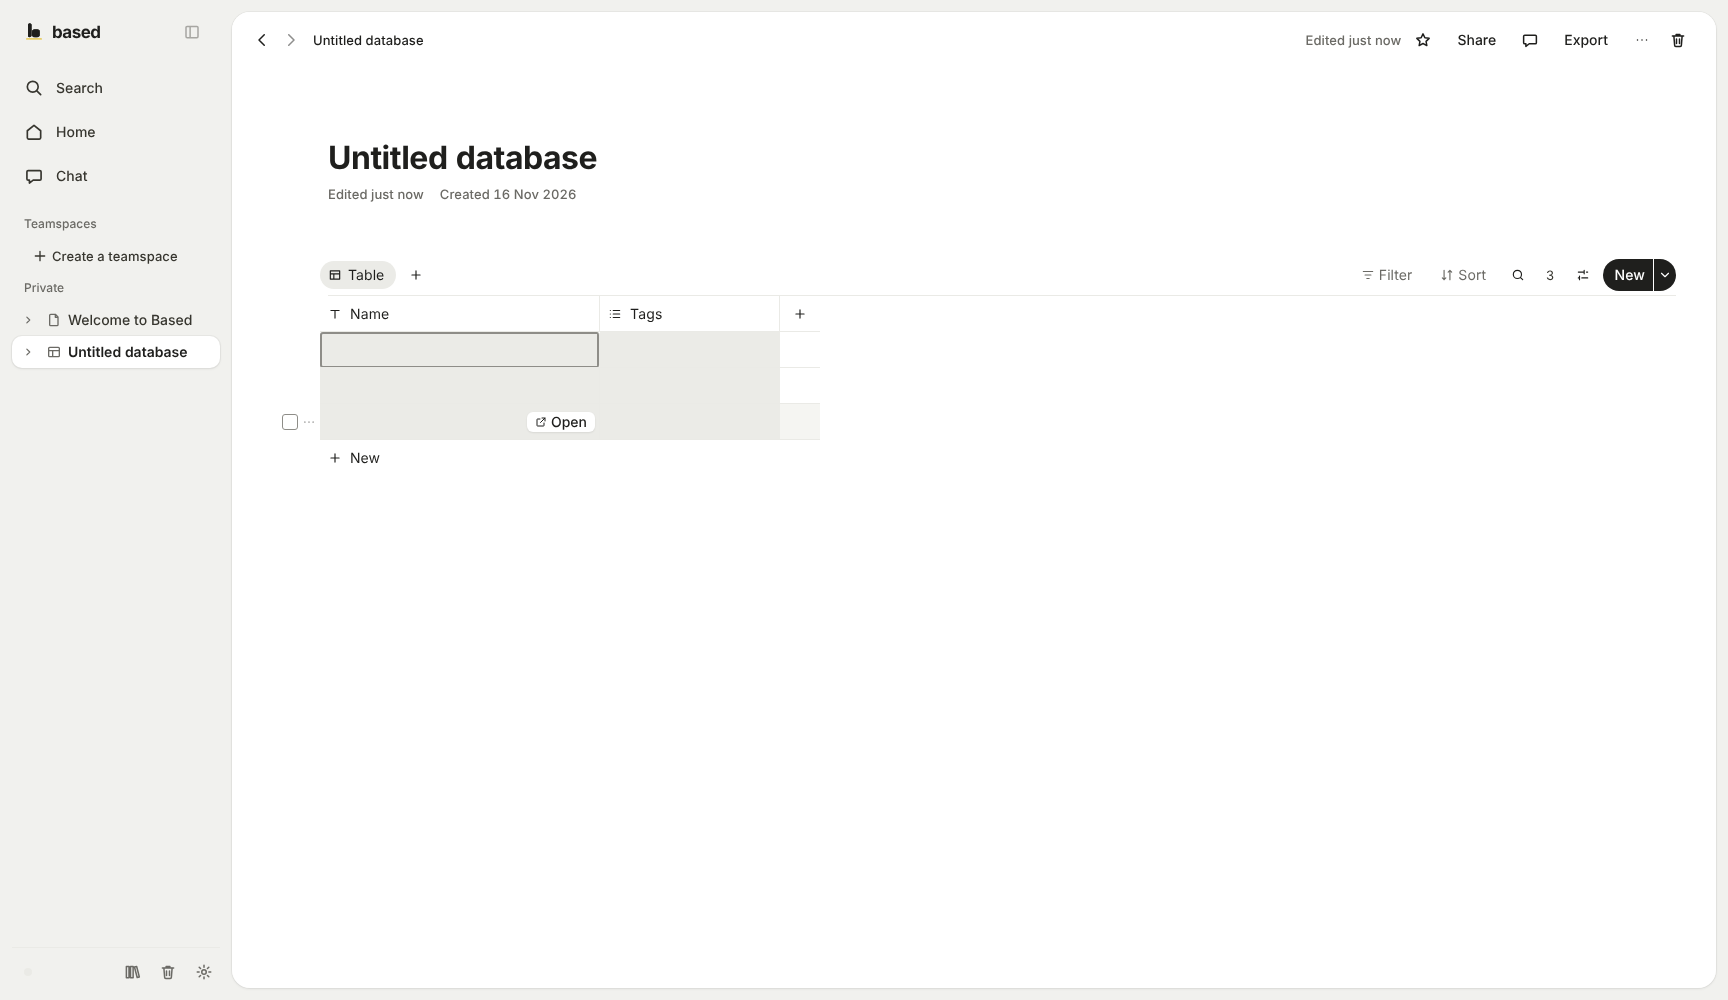 based
Search
Home
Chat
Teamspaces
Create a teamspace
Private
Welcome to Based
Untitled database
Untitled database
Edited just now
Share
Export
Untitled database
Edited just now Created 16 Nov 2026
Table
Filter
Sort
3
New
Name
Tags
Open
New